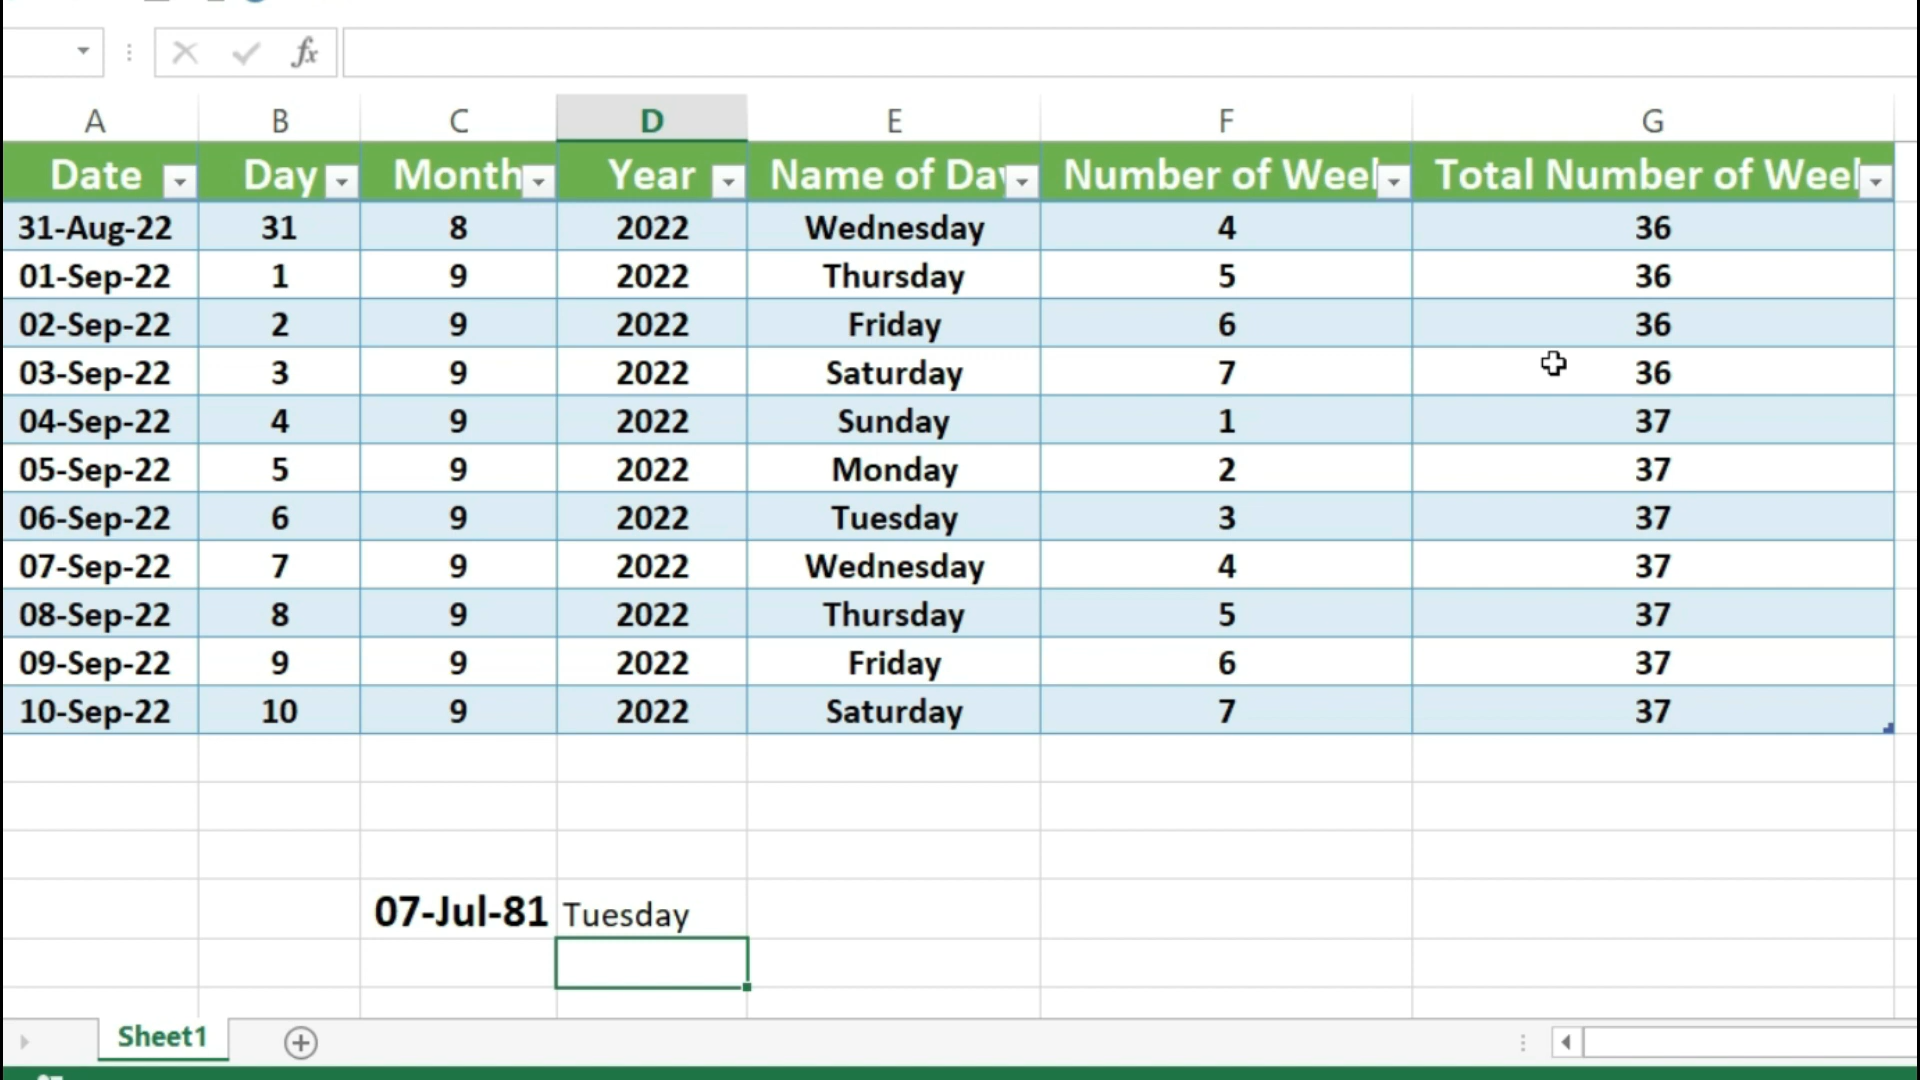 fx
A B C D E F G
Date Day Month Year Name of Day Number of Week Total Number of Week
31-Aug-22 31 8 2022 Wednesday 4 36
01-Sep-22 1 9 2022 Thursday 5 36
02-Sep-22 2 9 2022 Friday 6 36
03-Sep-22 3 9 2022 Saturday 7 36
04-Sep-22 4 9 2022 Sunday 1 37
05-Sep-22 5 9 2022 Monday 2 37
06-Sep-22 6 9 2022 Tuesday 3 37
07-Sep-22 7 9 2022 Wednesday 4 37
08-Sep-22 8 9 2022 Thursday 5 37
09-Sep-22 9 9 2022 Friday 6 37
10-Sep-22 10 9 2022 Saturday 7 37
07-Jul-81 Tuesday
Sheet1